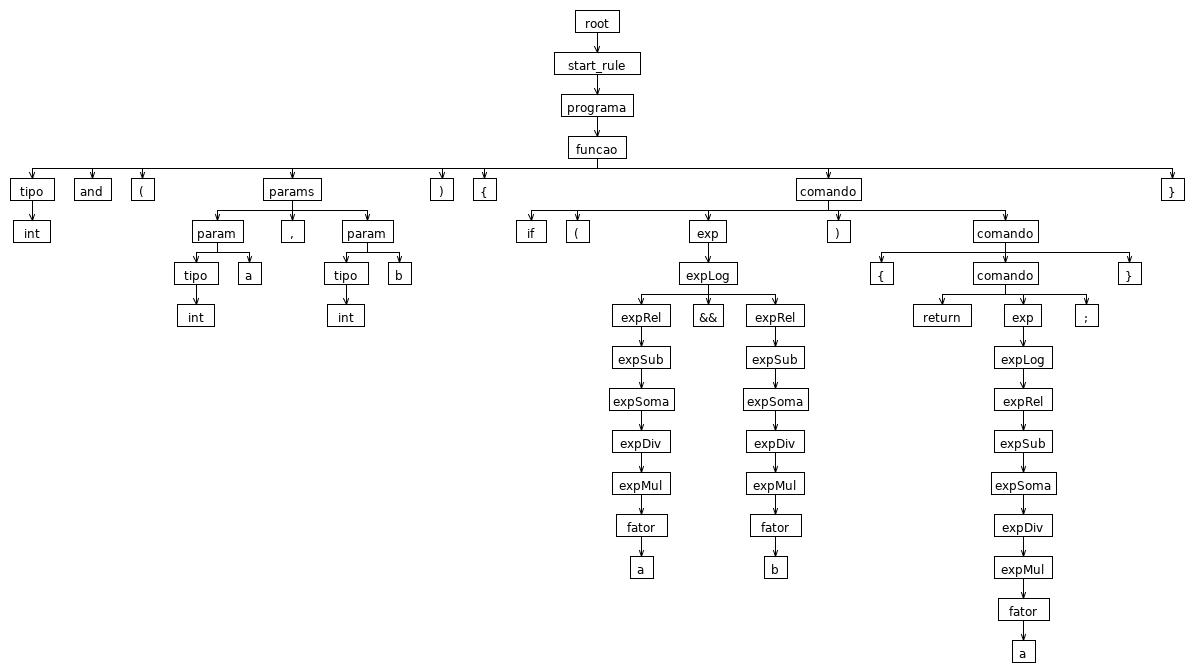 root
start_rule
programa
funcao
tipo and ( params ) { comando }
int param , param if ( exp ) comando
tipo a tipo b expLog { comando }
int int expRel && expRel return exp ;
expSub expSub expLog
expSoma expSoma expRel
expDiv expDiv expSub
expMul expMul expSoma
fator fator expDiv
a b expMul
fator
a